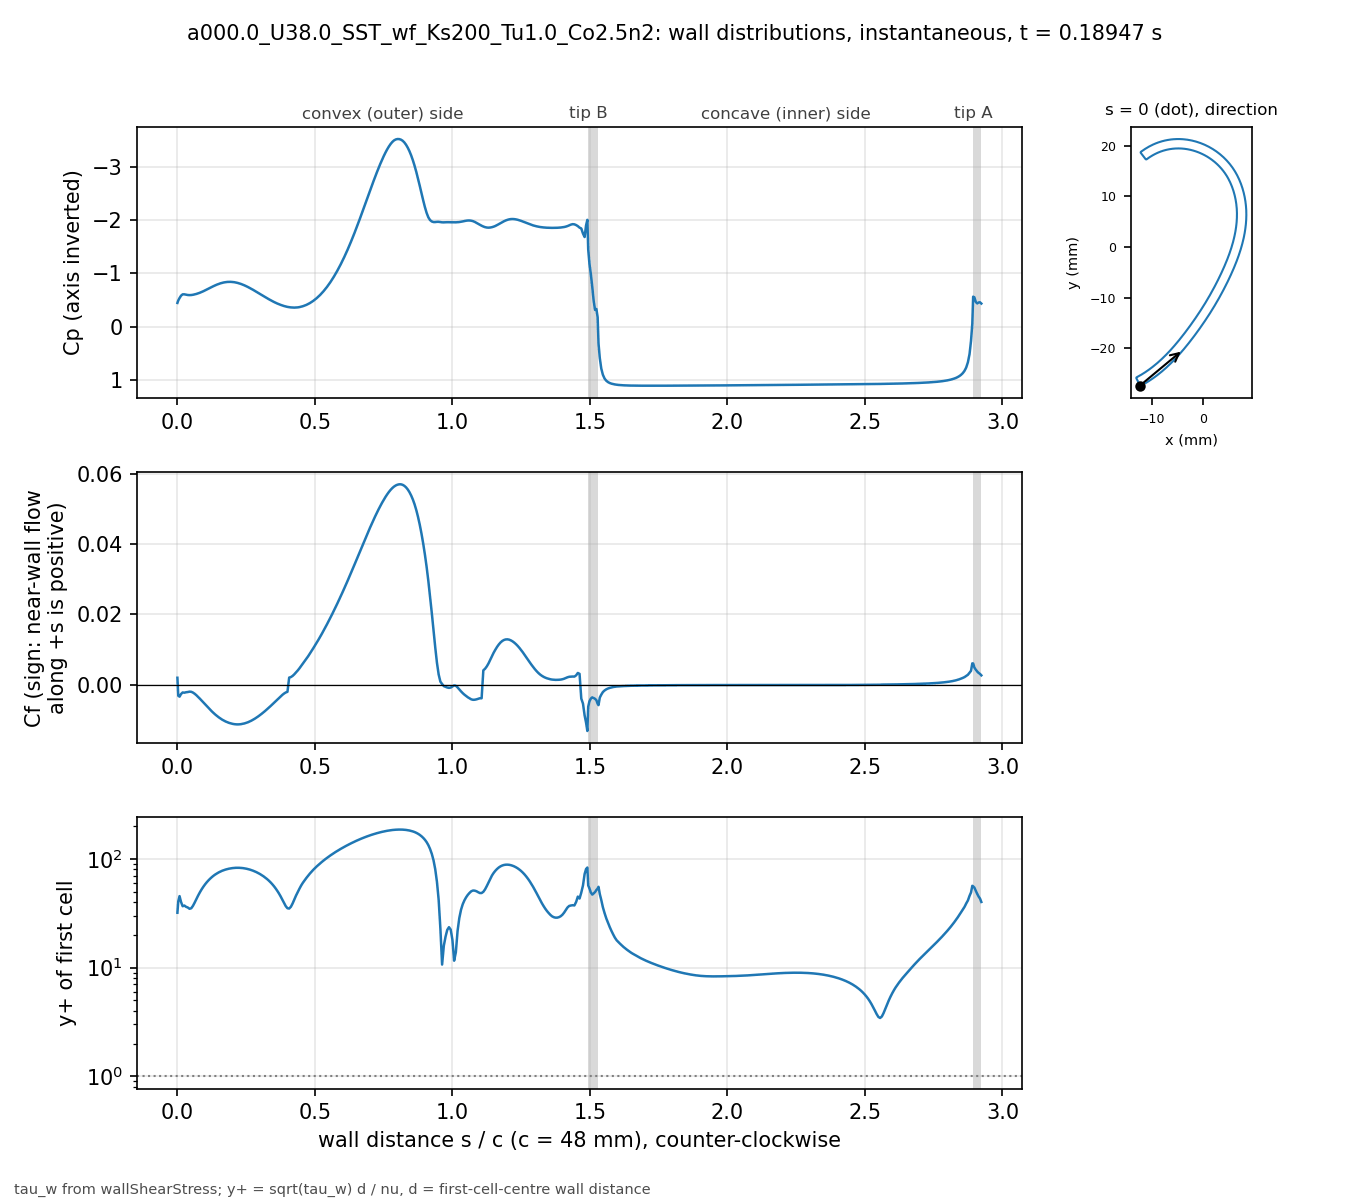 a000.0_U38.0_SST_wf_Ks200_Tu1.0_Co2.5n2: wall distributions, instantaneous, t = 0.18947 s
convex (outer) side
tip B
concave (inner) side
tip A
s = 0 (dot), direction
Cp (axis inverted)
−3
−2
−1
0
1
0.0 0.5 1.0 1.5 2.0 2.5 3.0
y (mm)
20
10
0
−10
−20
−10 0
x (mm)
Cf (sign: near-wall flow
along +s is positive)
0.06
0.04
0.02
0.00
0.0 0.5 1.0 1.5 2.0 2.5 3.0
y+ of first cell
10²
10¹
10⁰
0.0 0.5 1.0 1.5 2.0 2.5 3.0
wall distance s / c (c = 48 mm), counter-clockwise
tau_w from wallShearStress; y+ = sqrt(tau_w) d / nu, d = first-cell-centre wall distance